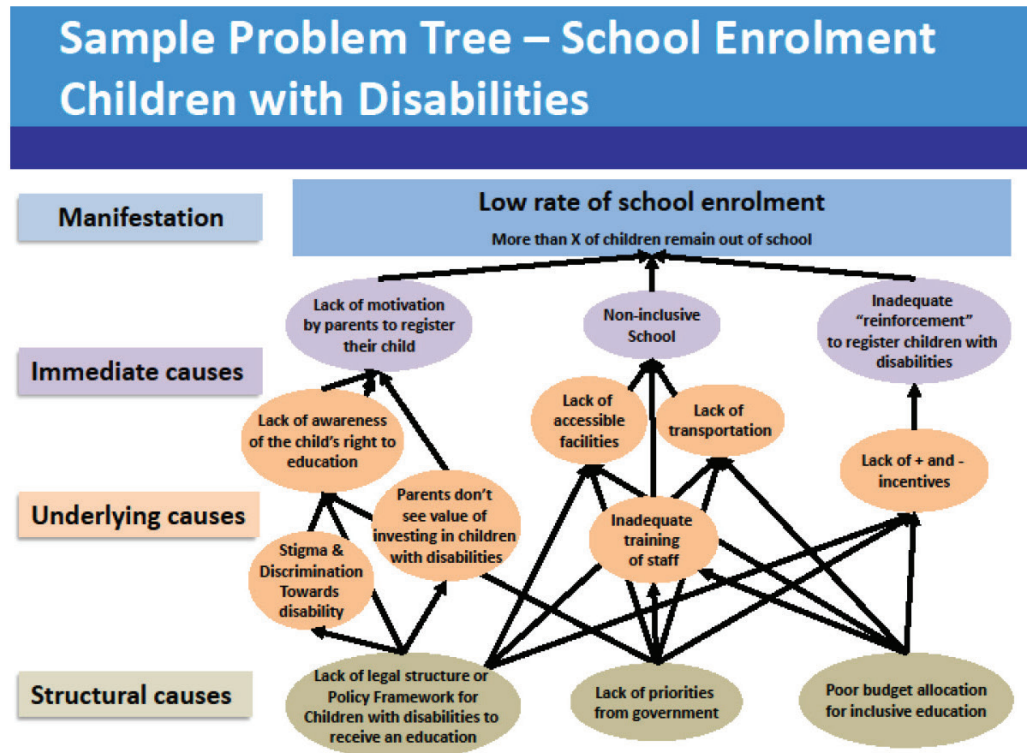 Sample Problem Tree – School Enrolment
Children with Disabilities
Manifestation
Low rate of school enrolment
More than X of children remain out of school
Immediate causes
Lack of motivation
by parents to register
their child
Non-inclusive
School
Inadequate
“reinforcement”
to register children with
disabilities
Underlying causes
Lack of awareness
of the child’s right to
education
Lack of
accessible
facilities
Lack of
transportation
Lack of + and -
incentives
Parents don’t
see value of
investing in children
with disabilities
Inadequate
training
of staff
Stigma &
Discrimination
Towards
disability
Structural causes
Lack of legal structure or
Policy Framework for
Children with disabilities to
receive an education
Lack of priorities
from government
Poor budget allocation
for inclusive education